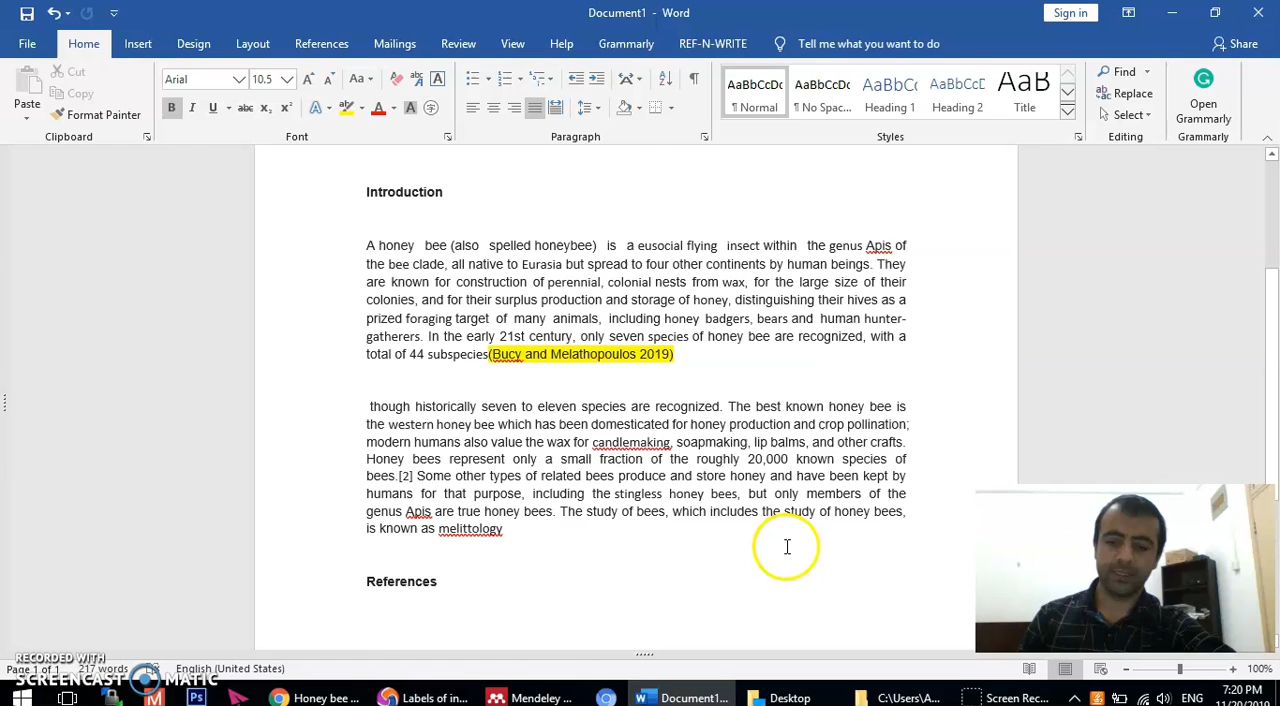 Document1 - Word
Sign in
File Home Insert Design Layout References Mailings Review View Help Grammarly REF-N-WRITE Tell me what you want to do Share
Paste
Cut
Copy
Format Painter
Clipboard
Arial 10.5
Font
Paragraph
AaBbCcDc AaBbCcDc AaBbCc AaBbCcD AaB
¶ Normal ¶ No Spac... Heading 1 Heading 2 Title
Styles
Find
Replace
Select
Editing
Open
Grammarly
Grammarly
Introduction
A honey bee (also spelled honeybee) is a eusocial flying insect within the genus Apis of
the bee clade, all native to Eurasia but spread to four other continents by human beings. They
are known for construction of perennial, colonial nests from wax, for the large size of their
colonies, and for their surplus production and storage of honey, distinguishing their hives as a
prized foraging target of many animals, including honey badgers, bears and human hunter-
gatherers. In the early 21st century, only seven species of honey bee are recognized, with a
total of 44 subspecies(Bucy and Melathopoulos 2019)
though historically seven to eleven species are recognized. The best known honey bee is
the western honey bee which has been domesticated for honey production and crop pollination;
modern humans also value the wax for candlemaking, soapmaking, lip balms, and other crafts.
Honey bees represent only a small fraction of the roughly 20,000 known species of
bees.[2] Some other types of related bees produce and store honey and have been kept by
humans for that purpose, including the stingless honey bees, but only members of the
genus Apis are true honey bees. The study of bees, which includes the study of honey bees,
is known as melittology
References
Page 1 of 1 217 words English (United States) 100%
RECORDED WITH
SCREENCAST MATIC
Honey bee ... Labels of in... Mendeley ... Document1... Desktop C:\Users\A... Screen Rec... ENG
7:20 PM
11/20/2019